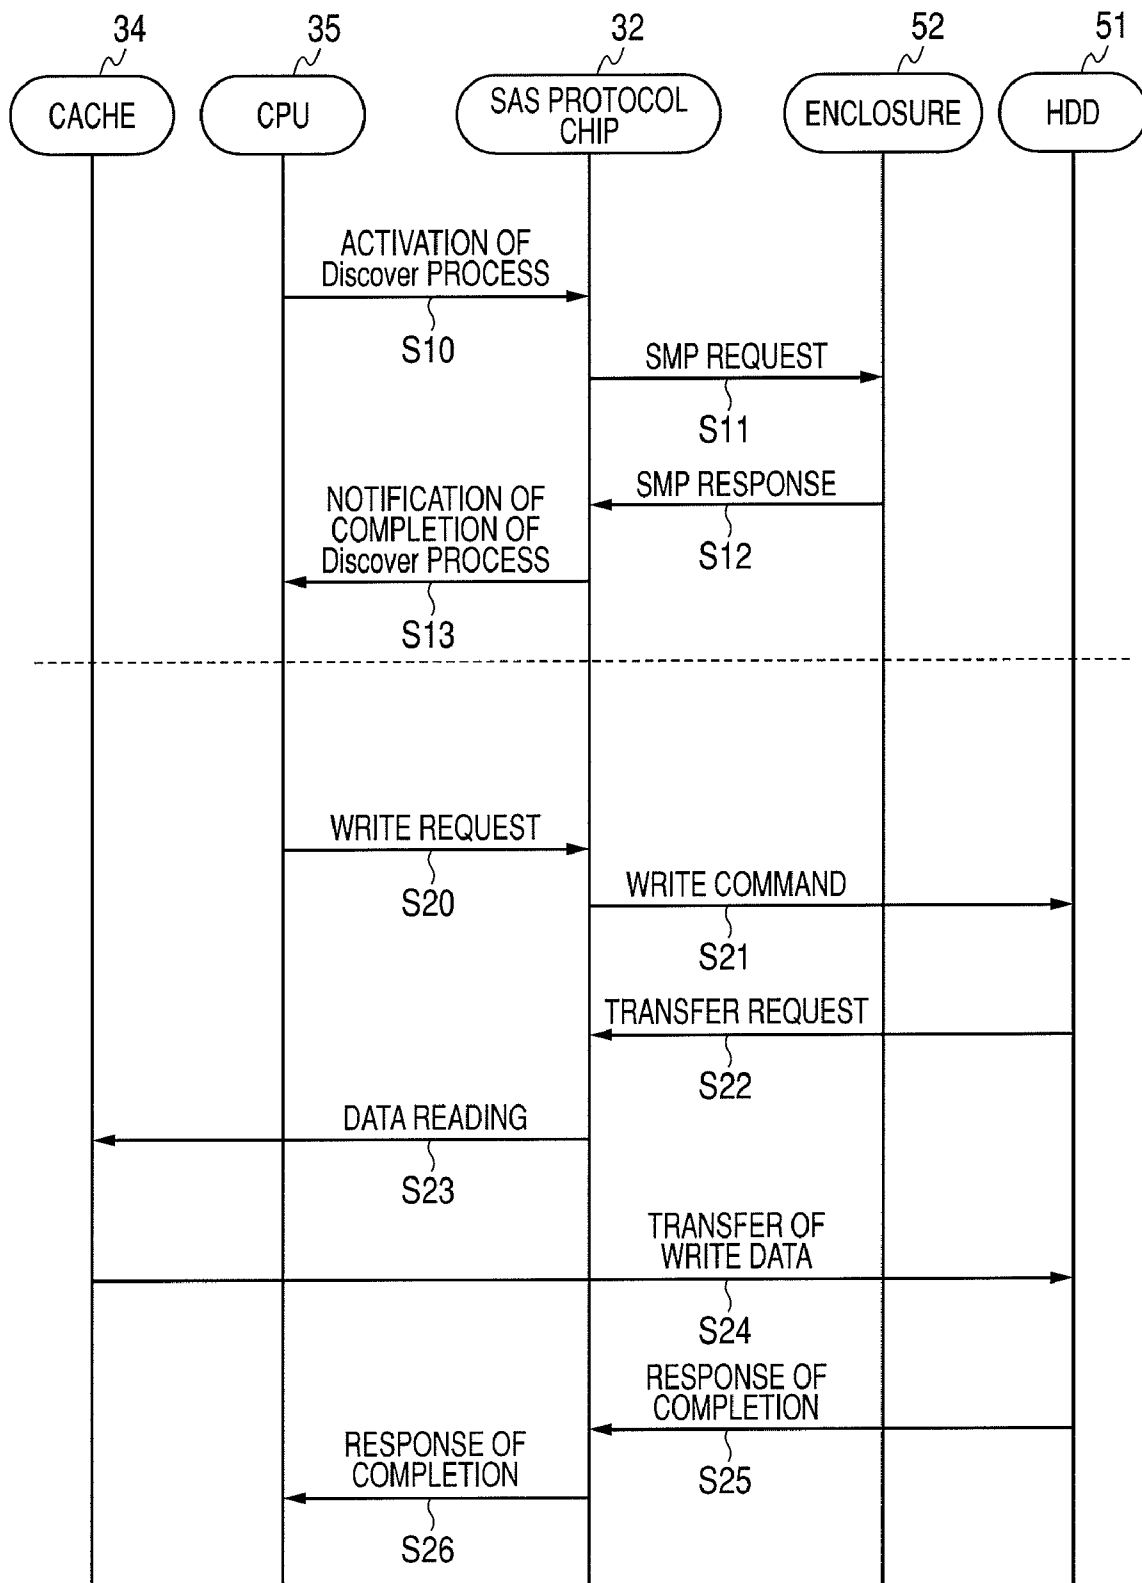 34
35
32
52
51
CACHE
CPU
SAS PROTOCOL
CHIP
ENCLOSURE
HDD
ACTIVATION OF
Discover PROCESS
S10
SMP REQUEST
S11
SMP RESPONSE
S12
NOTIFICATION OF
COMPLETION OF
Discover PROCESS
S13
WRITE REQUEST
S20
WRITE COMMAND
S21
TRANSFER REQUEST
S22
DATA READING
S23
TRANSFER OF
WRITE DATA
S24
RESPONSE OF
COMPLETION
S25
RESPONSE OF
COMPLETION
S26